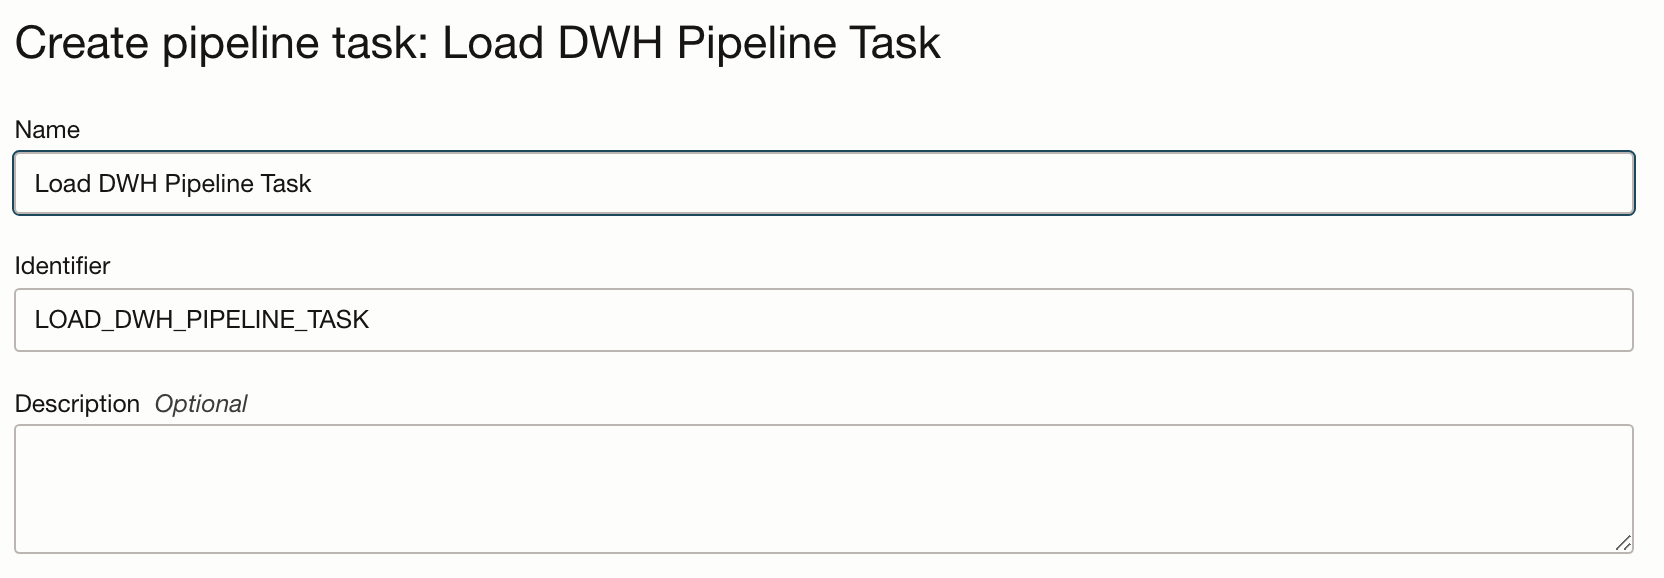 Create pipeline task: Load DWH Pipeline Task
Name
Load DWH Pipeline Task
Identifier
LOAD_DWH_PIPELINE_TASK
Description Optional